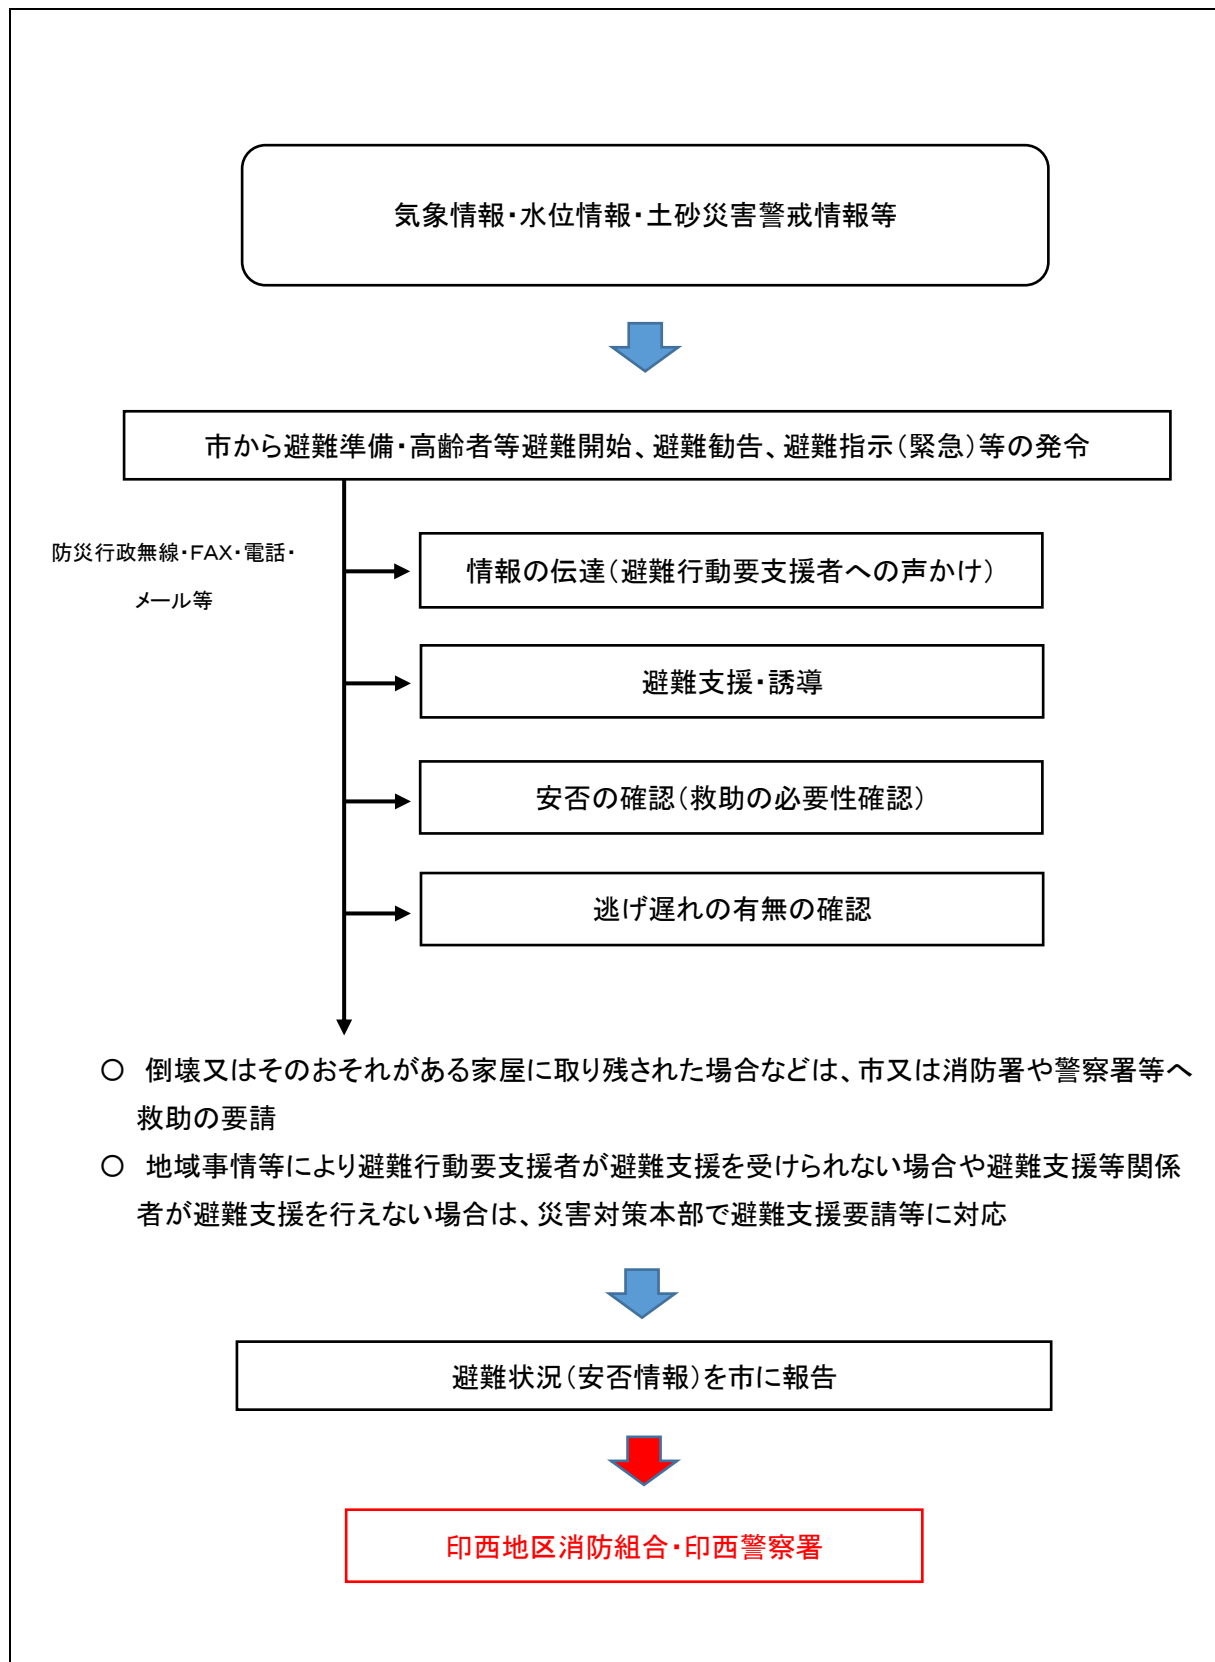 気象情報・水位情報・土砂災害警戒情報等
市から避難準備・高齢者等避難開始、避難勧告、避難指示（緊急）等の発令
防災行政無線・FAX・電話・
メール等
情報の伝達（避難行動要支援者への声かけ）
避難支援・誘導
安否の確認（救助の必要性確認）
逃げ遅れの有無の確認
○　倒壊又はそのおそれがある家屋に取り残された場合などは、市又は消防署や警察署等へ
救助の要請
○　地域事情等により避難行動要支援者が避難支援を受けられない場合や避難支援等関係
者が避難支援を行えない場合は、災害対策本部で避難支援要請等に対応
避難状況（安否情報）を市に報告
印西地区消防組合・印西警察署